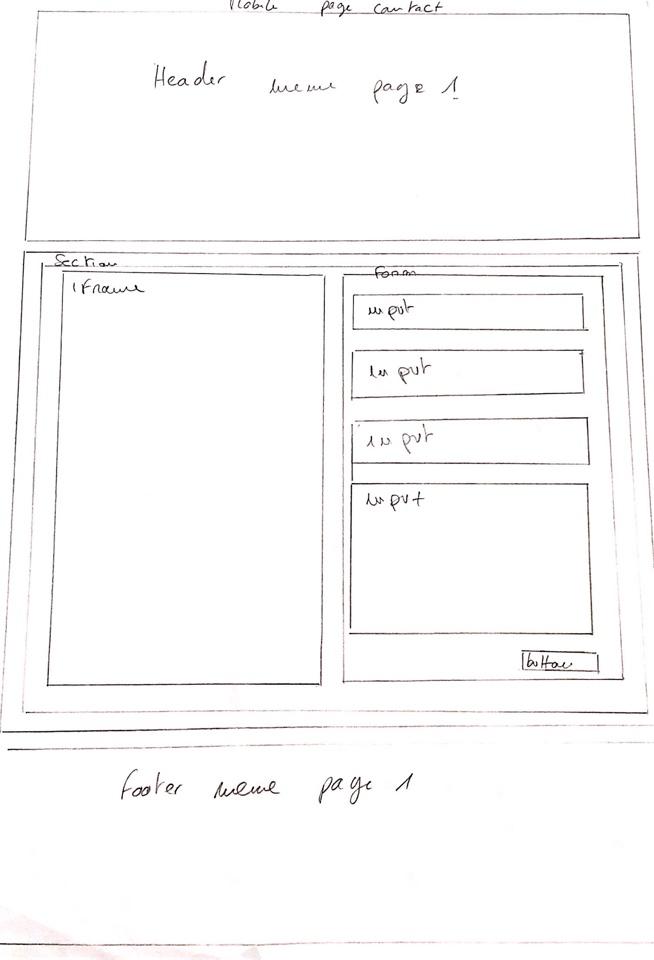 Mobile page contact
Header meme page 1
Section
IFrame
Form
input
input
input
input
button
footer meme page 1